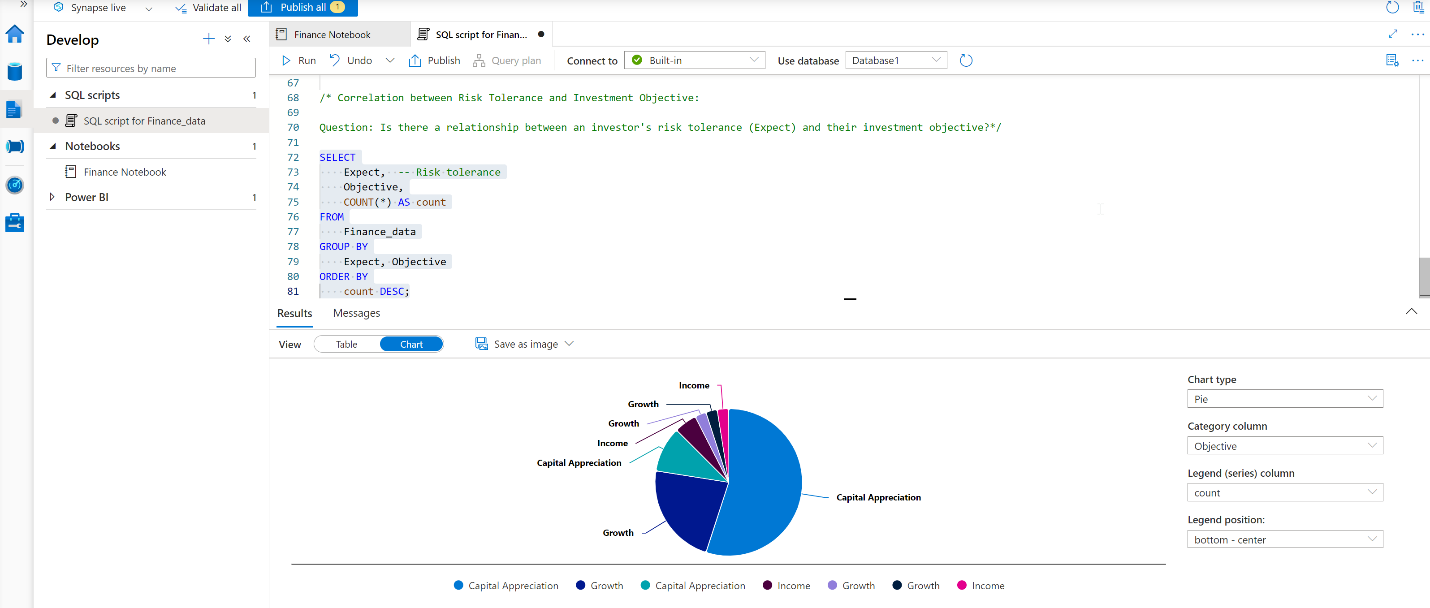 Synapse live Validate all Publish all 1
Develop
Filter resources by name
SQL scripts 1
SQL script for Finance_data
Notebooks 1
Finance Notebook
Power BI 1
Finance Notebook SQL script for Finan...
Run Undo Publish Query plan Connect to Built-in Use database Database1
67
68 /* Correlation between Risk Tolerance and Investment Objective:
69
70 Question: Is there a relationship between an investor's risk tolerance (Expect) and their investment objective?*/
71
72 SELECT
73 Expect, -- Risk tolerance
74 Objective,
75 COUNT(*) AS count
76 FROM
77 Finance_data
78 GROUP BY
79 Expect, Objective
80 ORDER BY
81 count DESC;
Results Messages
View Table Chart Save as image
Income
Growth
Growth
Income
Capital Appreciation
Growth
Capital Appreciation
Chart type
Pie
Category column
Objective
Legend (series) column
count
Legend position:
bottom - center
Capital Appreciation Growth Capital Appreciation Income Growth Growth Income